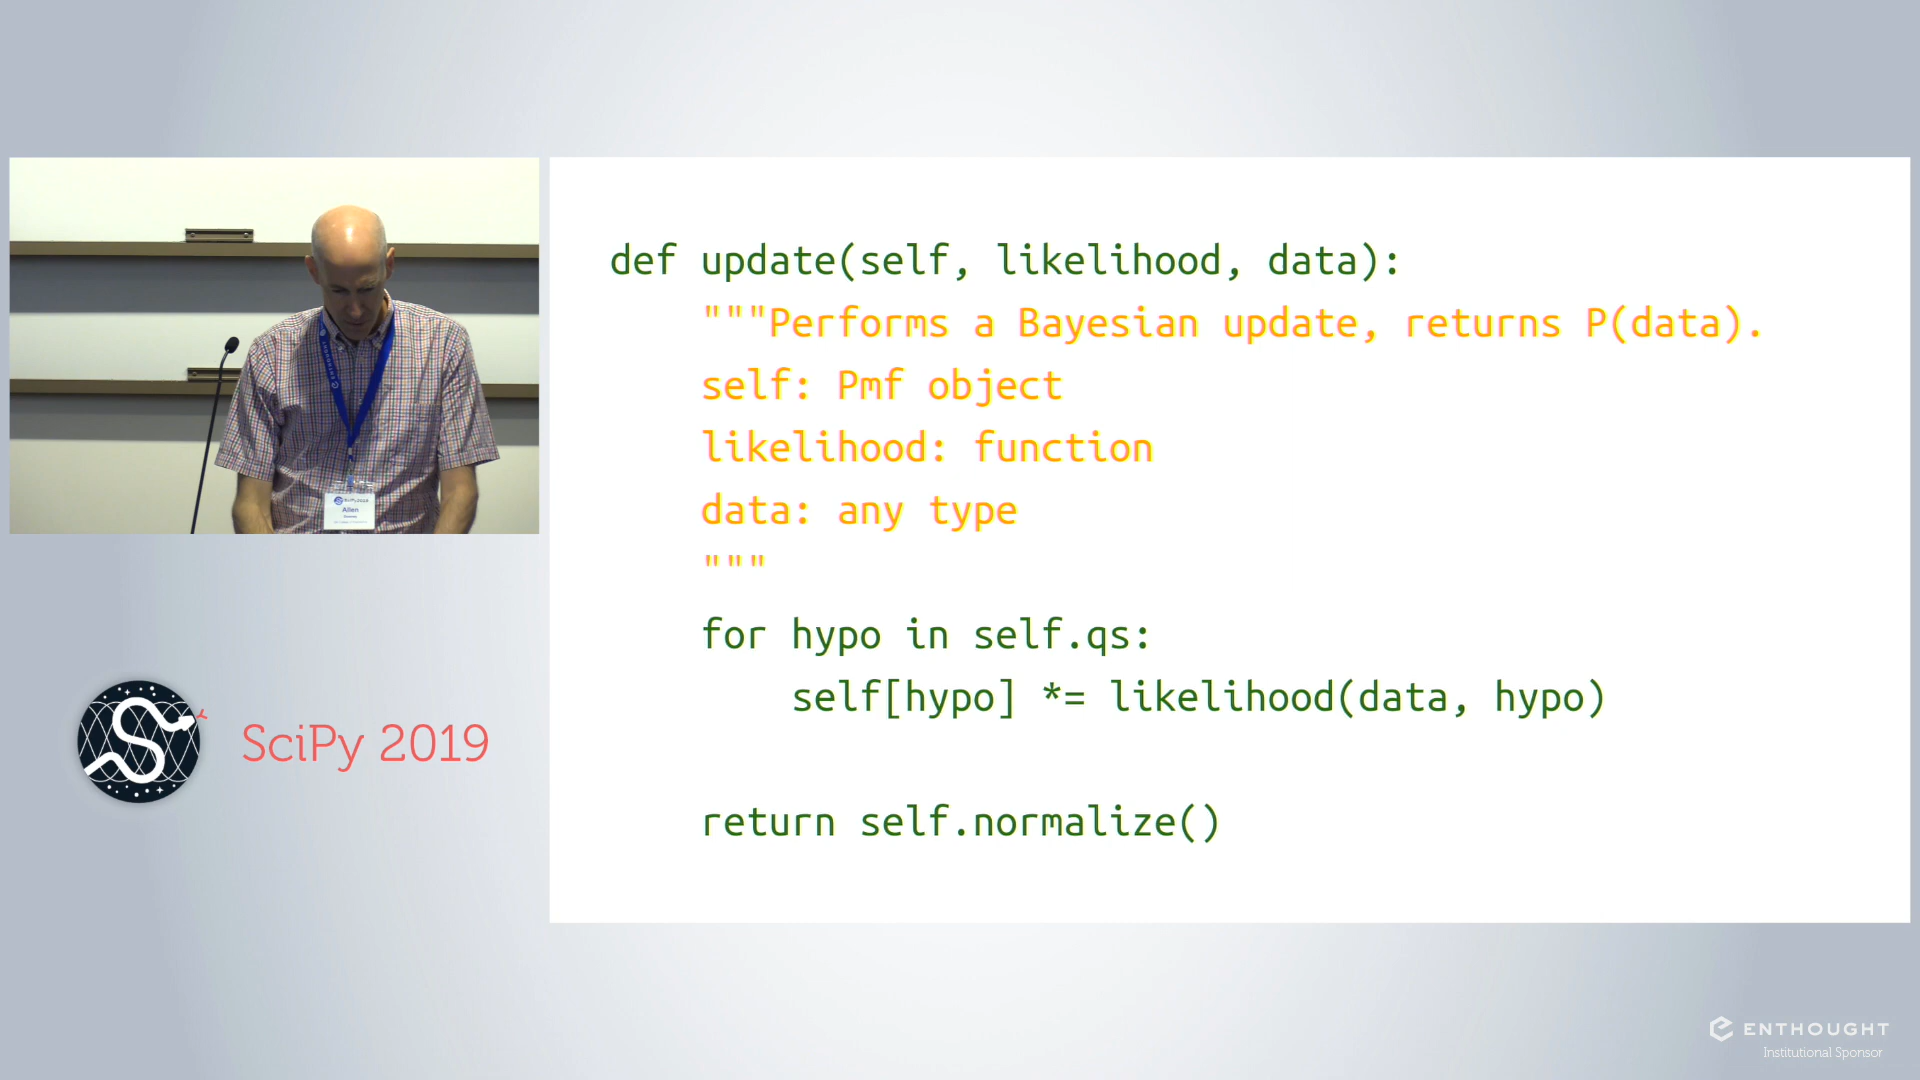 def update(self, likelihood, data):
"""Performs a Bayesian update, returns P(data).
self: Pmf object
likelihood: function
data: any type
"""
for hypo in self.qs:
self[hypo] *= likelihood(data, hypo)
return self.normalize()
Allen
SciPy 2019
ENTHOUGHT
Institutional Sponsor